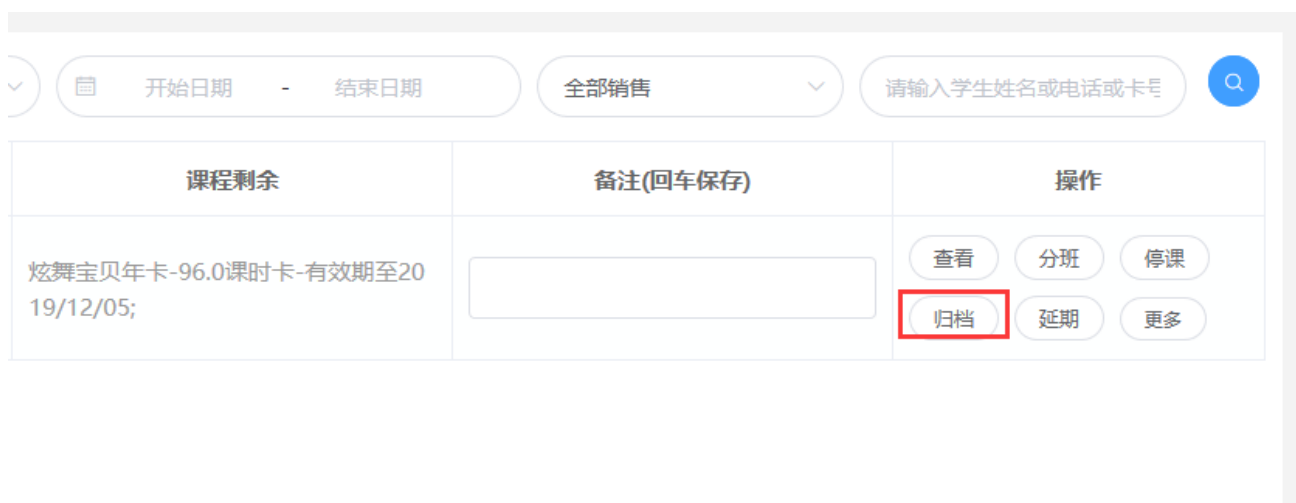 开始日期 - 结束日期 全部销售 请输入学生姓名或电话或卡号
课程剩余 备注(回车保存) 操作
炫舞宝贝年卡-96.0课时卡-有效期至20
19/12/05;
查看 分班 停课
归档 延期 更多